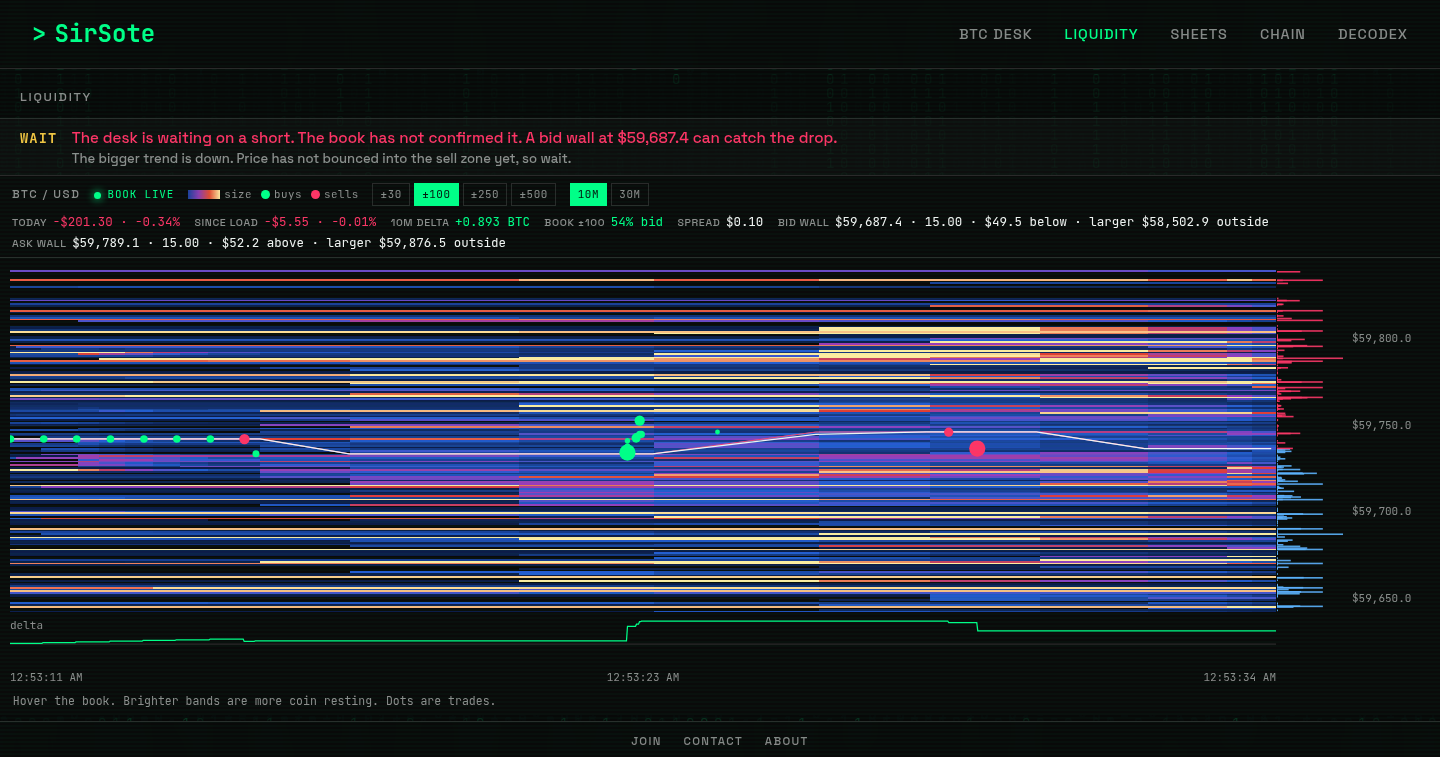 > SirSote
BTC DESK LIQUIDITY SHEETS CHAIN DECODEX
LIQUIDITY
WAIT The desk is waiting on a short. The book has not confirmed it. A bid wall at $59,687.4 can catch the drop.
The bigger trend is down. Price has not bounced into the sell zone yet, so wait.
BTC / USD BOOK LIVE size buys sells ±30 ±100 ±250 ±500 10M 30M
TODAY -$201.30 · -0.34% SINCE LOAD -$5.55 · -0.01% 10M DELTA +0.893 BTC BOOK ±100 54% bid SPREAD $0.10 BID WALL $59,687.4 · 15.00 · $49.5 below · larger $58,502.9 outside
ASK WALL $59,789.1 · 15.00 · $52.2 above · larger $59,876.5 outside
$59,800.0
$59,750.0
$59,700.0
$59,650.0
delta
12:53:11 AM 12:53:23 AM 12:53:34 AM
Hover the book. Brighter bands are more coin resting. Dots are trades.
JOIN CONTACT ABOUT